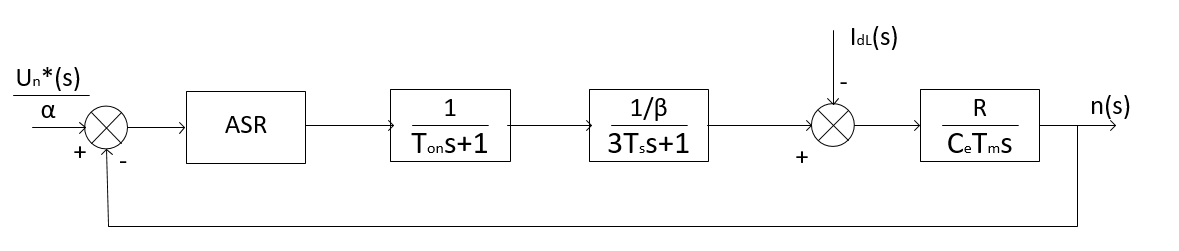 Un*(s)
α
+
-
ASR
1
Tons+1
1/β
3Tss+1
IdL(s)
-
+
R
CeTms
n(s)